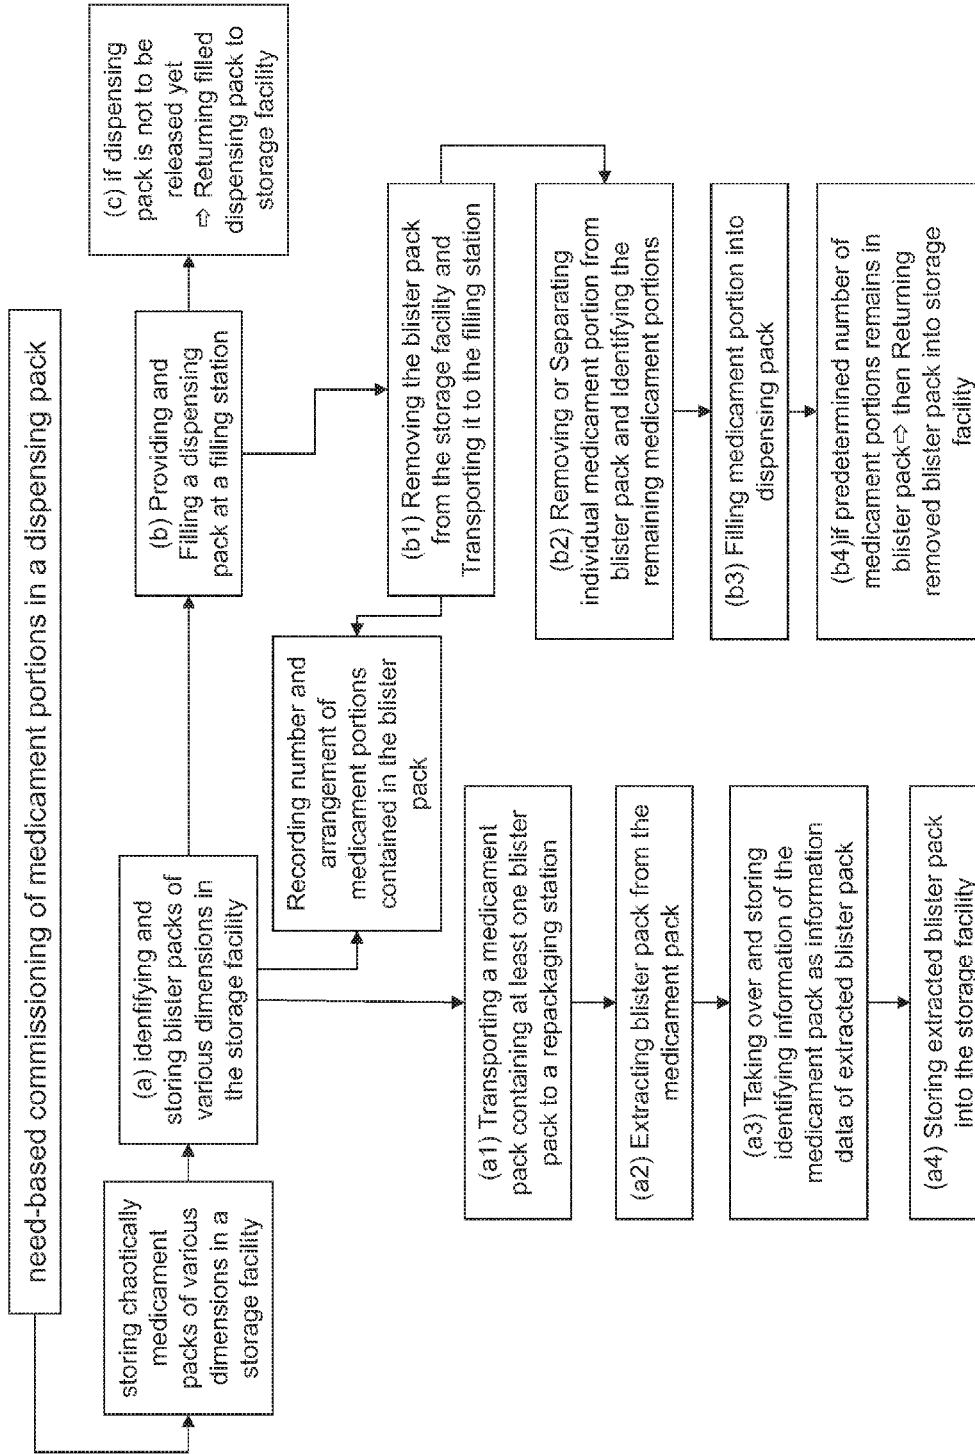 need-based commissioning of medicament portions in a dispensing pack
storing chaotically
medicament
packs of various
dimensions in a
storage facility
(a) identifying and
storing blister packs of
various dimensions in
the storage facility
(b) Providing and
Filling a dispensing
pack at a filling station
(c) if dispensing
pack is not to be
released yet
⇨ Returning filled
dispensing pack to
storage facility
Recording number and
arrangement of
medicament portions
contained in the blister
pack
(a1) Transporting a medicament
pack containing at least one blister
pack to a repackaging station
(a2) Extracting blister pack from the
medicament pack
(a3) Taking over and storing
identifying information of the
medicament pack as information
data of extracted blister pack
(a4) Storing extracted blister pack
into the storage facility
(b1) Removing the blister pack
from the storage facility and
Transporting it to the filling station
(b2) Removing or Separating
individual medicament portion from
blister pack and Identifying the
remaining medicament portions
(b3) Filling medicament portion into
dispensing pack
(b4)if predetermined number of
medicament portions remains in
blister pack⇨ then Returning
removed blister pack into storage
facility